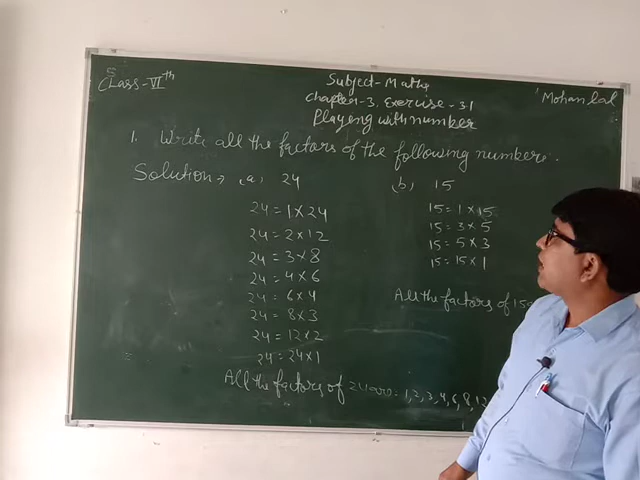 Class-VIth
Subject-Maths
Chapter-3, Exercise-3.1
Mohan lal
Playing with number
1. Write all the factors of the following numbers.
Solution→ (a) 24
24=1×24
24=2×12
24=3×8
24=4×6
24=6×4
24=8×3
24=12×2
24=24×1
All the factors of 24 are: 1,2,3,4,6,8,12
(b) 15
15=1×15
15=3×5
15=5×3
15=15×1
All the factors of 15